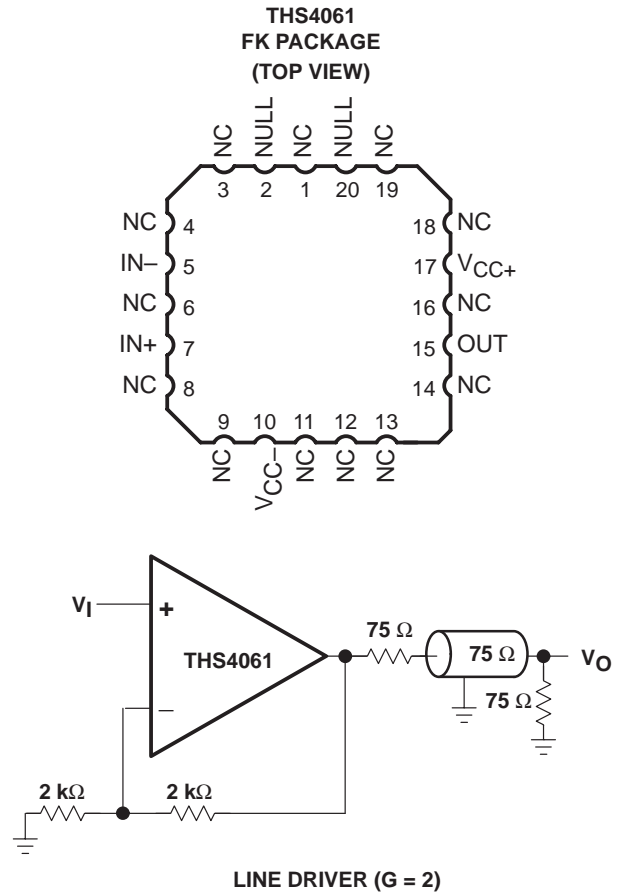 THS4061
FK PACKAGE
(TOP VIEW)
NC NULL NC NULL NC
3 2 1 20 19
NC 4 18 NC
IN– 5 17 VCC+
NC 6 16 NC
IN+ 7 15 OUT
NC 8 14 NC
9 10 11 12 13
NC VCC– NC NC NC
VI + 75 Ω 75 Ω VO
THS4061
75 Ω
–
2 kΩ 2 kΩ
LINE DRIVER (G = 2)